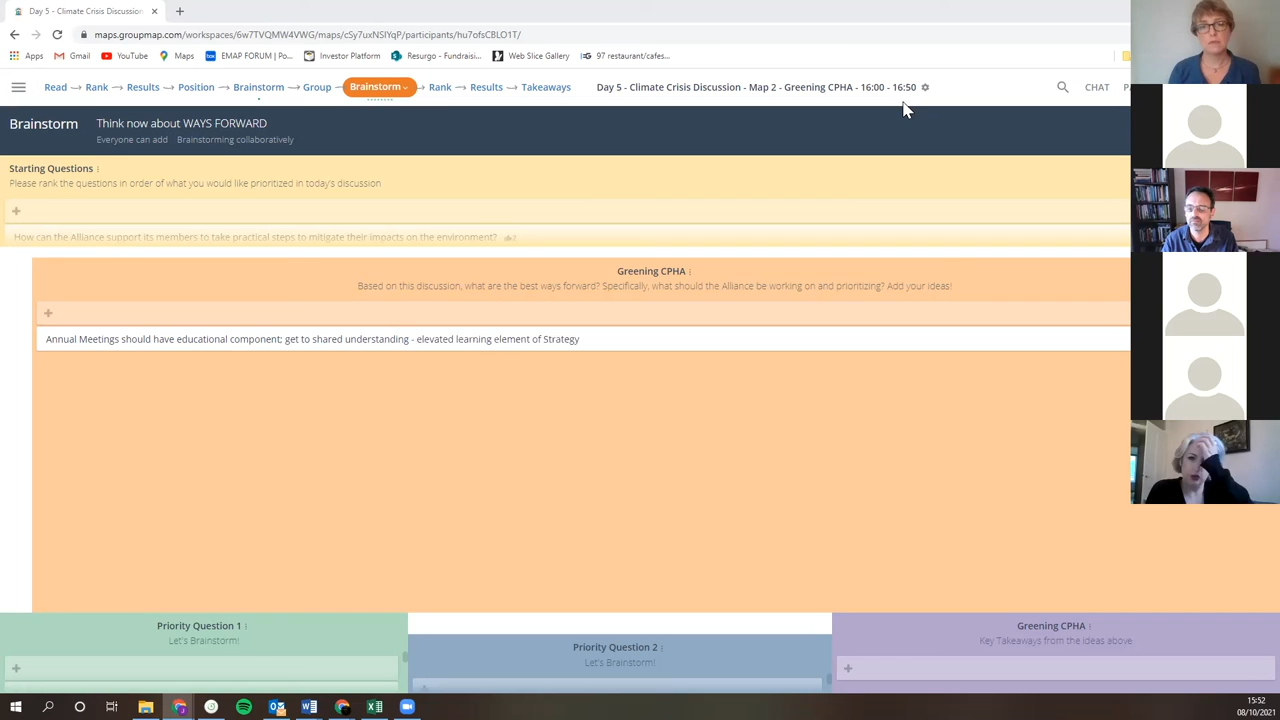 Day 5 - Climate Crisis Discussion
maps.groupmap.com/workspaces/6w7TVQMW4VWG/maps/cSy7uxNSIYqP/participants/hu7ofsCBLO1T/
Apps Gmail YouTube Maps EMAP FORUM | Po... Investor Platform Resurgo - Fundraisi... Web Slice Gallery 97 restaurant/cafes...
Read Rank Results Position Brainstorm Group Brainstorm Rank Results Takeaways Day 5 - Climate Crisis Discussion - Map 2 - Greening CPHA - 16:00 - 16:50 CHAT
Brainstorm Think now about WAYS FORWARD
Everyone can add Brainstorming collaboratively
Starting Questions
Please rank the questions in order of what you would like prioritized in today's discussion
How can the Alliance support its members to take practical steps to mitigate their impacts on the environment?
Greening CPHA
Based on this discussion, what are the best ways forward? Specifically, what should the Alliance be working on and prioritizing? Add your ideas!
Annual Meetings should have educational component; get to shared understanding - elevated learning element of Strategy
Priority Question 1
Let's Brainstorm!
Priority Question 2
Let's Brainstorm!
Greening CPHA
Key Takeaways from the ideas above
15:52
08/10/2021